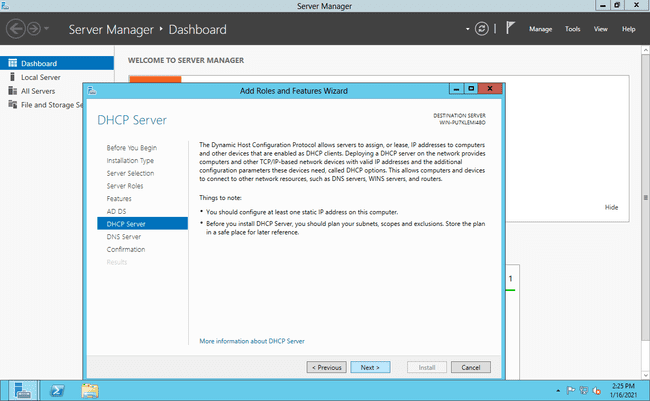 Server Manager
Server Manager • Dashboard
Manage Tools View Help
Dashboard
Local Server
All Servers
File and Storage Se
WELCOME TO SERVER MANAGER
Add Roles and Features Wizard
DHCP Server
DESTINATION SERVER
WIN-PU7KLEMI4BO
Before You Begin
Installation Type
Server Selection
Server Roles
Features
AD DS
DHCP Server
DNS Server
Confirmation
Results
The Dynamic Host Configuration Protocol allows servers to assign, or lease, IP addresses to computers
and other devices that are enabled as DHCP clients. Deploying a DHCP server on the network provides
computers and other TCP/IP-based network devices with valid IP addresses and the additional
configuration parameters these devices need, called DHCP options. This allows computers and devices
to connect to other network resources, such as DNS servers, WINS servers, and routers.
Things to note:
• You should configure at least one static IP address on this computer.
• Before you install DHCP Server, you should plan your subnets, scopes and exclusions. Store the plan
in a safe place for later reference.
More information about DHCP Server
< Previous Next > Install Cancel
Hide
1
2:25 PM
1/16/2021